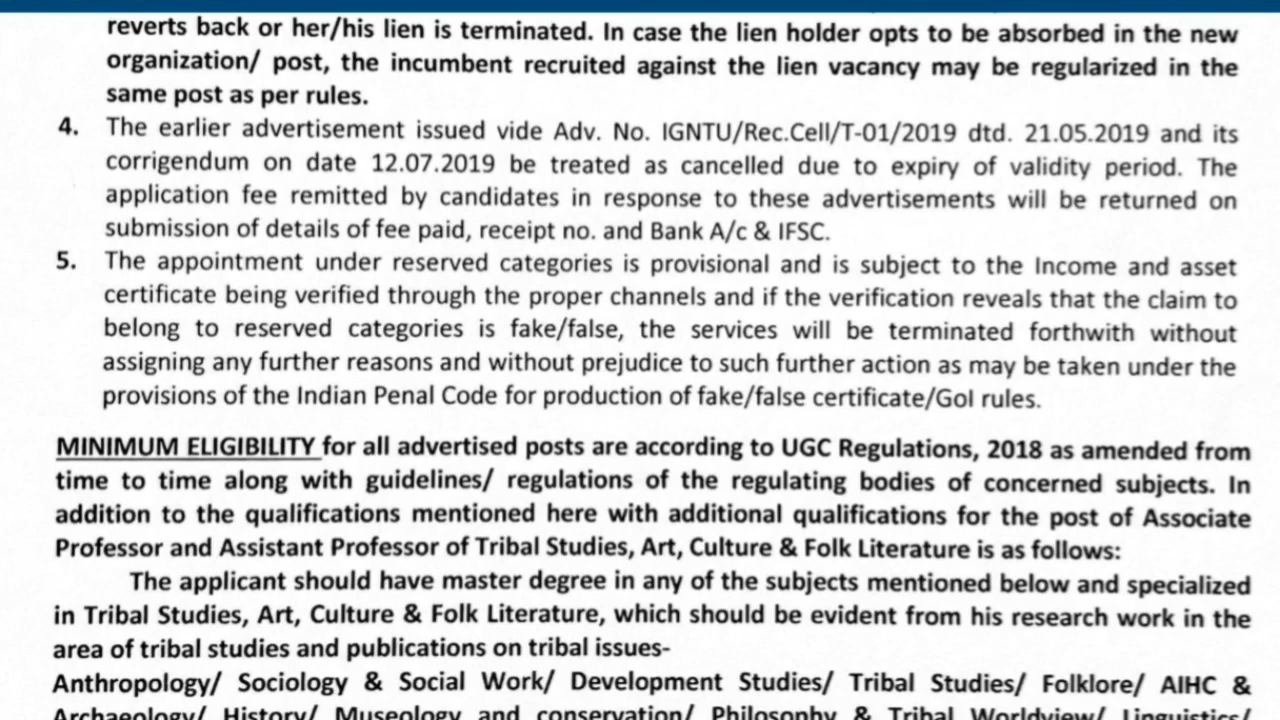 reverts back or her/his lien is terminated. In case the lien holder opts to be absorbed in the new
organization/ post, the incumbent recruited against the lien vacancy may be regularized in the
same post as per rules.
4. The earlier advertisement issued vide Adv. No. IGNTU/Rec.Cell/T-01/2019 dtd. 21.05.2019 and its
corrigendum on date 12.07.2019 be treated as cancelled due to expiry of validity period. The
application fee remitted by candidates in response to these advertisements will be returned on
submission of details of fee paid, receipt no. and Bank A/c & IFSC.
5. The appointment under reserved categories is provisional and is subject to the Income and asset
certificate being verified through the proper channels and if the verification reveals that the claim to
belong to reserved categories is fake/false, the services will be terminated forthwith without
assigning any further reasons and without prejudice to such further action as may be taken under the
provisions of the Indian Penal Code for production of fake/false certificate/GoI rules.
MINIMUM ELIGIBILITY for all advertised posts are according to UGC Regulations, 2018 as amended from
time to time along with guidelines/ regulations of the regulating bodies of concerned subjects. In
addition to the qualifications mentioned here with additional qualifications for the post of Associate
Professor and Assistant Professor of Tribal Studies, Art, Culture & Folk Literature is as follows:
The applicant should have master degree in any of the subjects mentioned below and specialized
in Tribal Studies, Art, Culture & Folk Literature, which should be evident from his research work in the
area of tribal studies and publications on tribal issues-
Anthropology/ Sociology & Social Work/ Development Studies/ Tribal Studies/ Folklore/ AIHC &
Archaeology/ History/ Museology and conservation/ Philosophy & Tribal Worldview/ Linguistics/